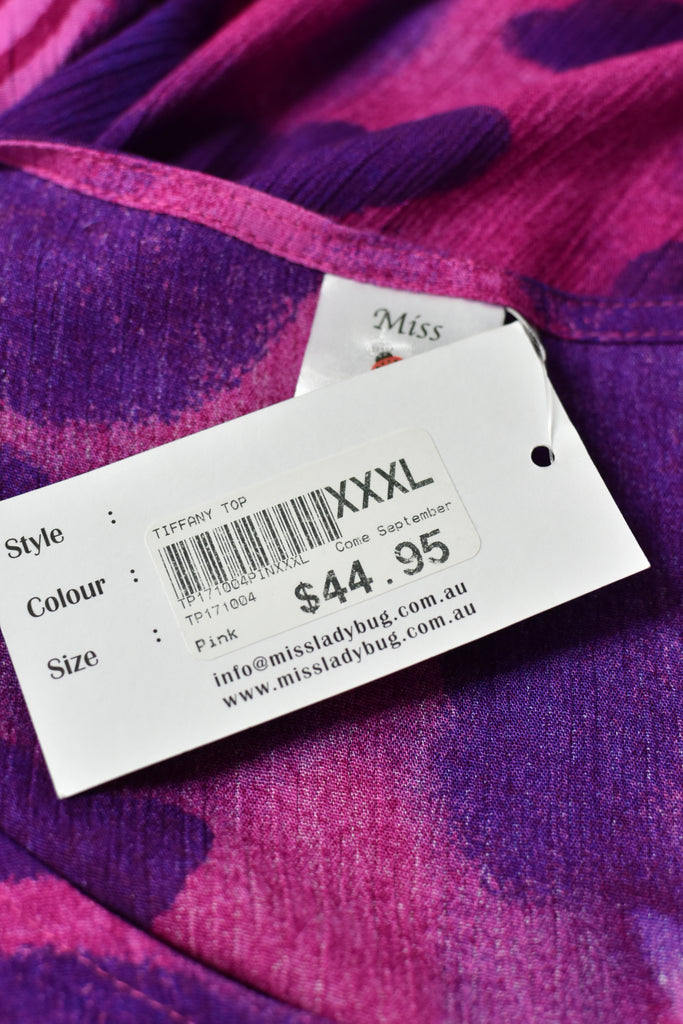 Miss
Style :
Colour :
Size :
TIFFANY TOP
XXXL
TP171004PINXXXL
Come September
TP171004
$44.95
Pink
info@missladybug.com.au
www.missladybug.com.au